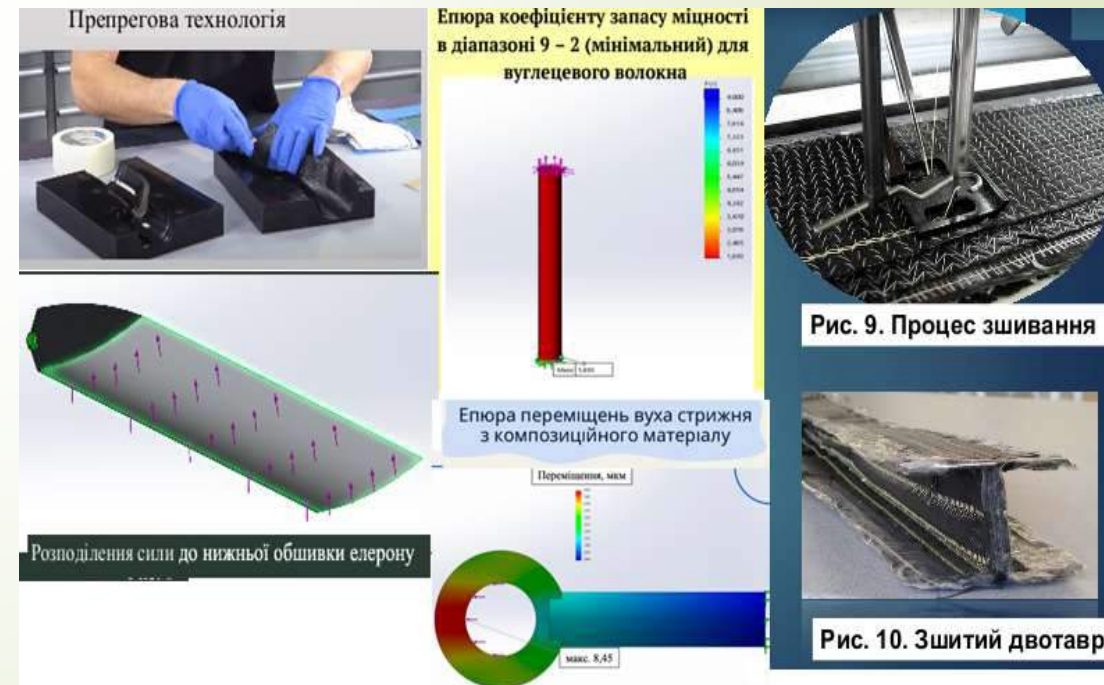 Препрегова технологія
Епюра коефіцієнту запасу міцності
в діапазоні 9 – 2 (мінімальний) для
вуглецевого волокна
Рис. 9. Процес зшивання
Епюра переміщень вуха стрижня
з композиційного матеріалу
Переміщення, мкм
Розподілення сили до нижньої обшивки елерону
макс. 8,45
Рис. 10. Зшитий двотавр